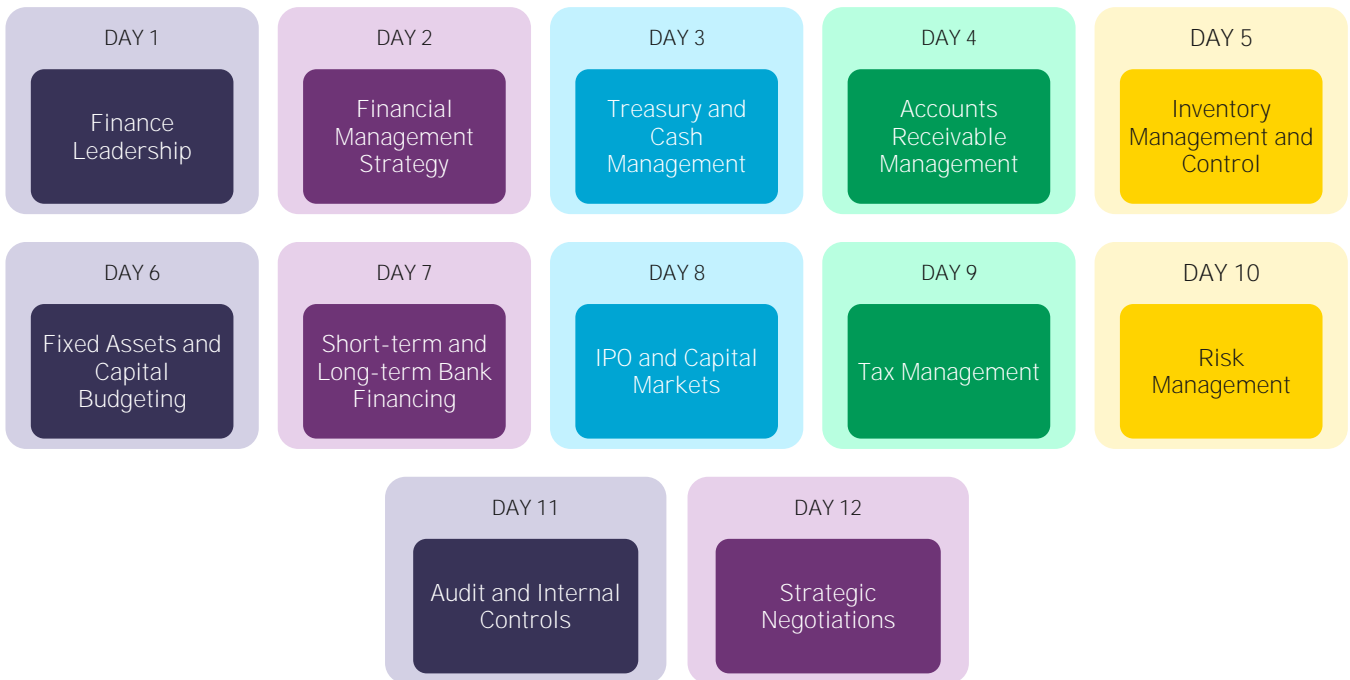 DAY 1
Finance
Leadership
DAY 2
Financial
Management
Strategy
DAY 3
Treasury and
Cash
Management
DAY 4
Accounts
Receivable
Management
DAY 5
Inventory
Management and
Control
DAY 6
Fixed Assets and
Capital
Budgeting
DAY 7
Short-term and
Long-term Bank
Financing
DAY 8
IPO and Capital
Markets
DAY 9
Tax Management
DAY 10
Risk
Management
DAY 11
Audit and Internal
Controls
DAY 12
Strategic
Negotiations